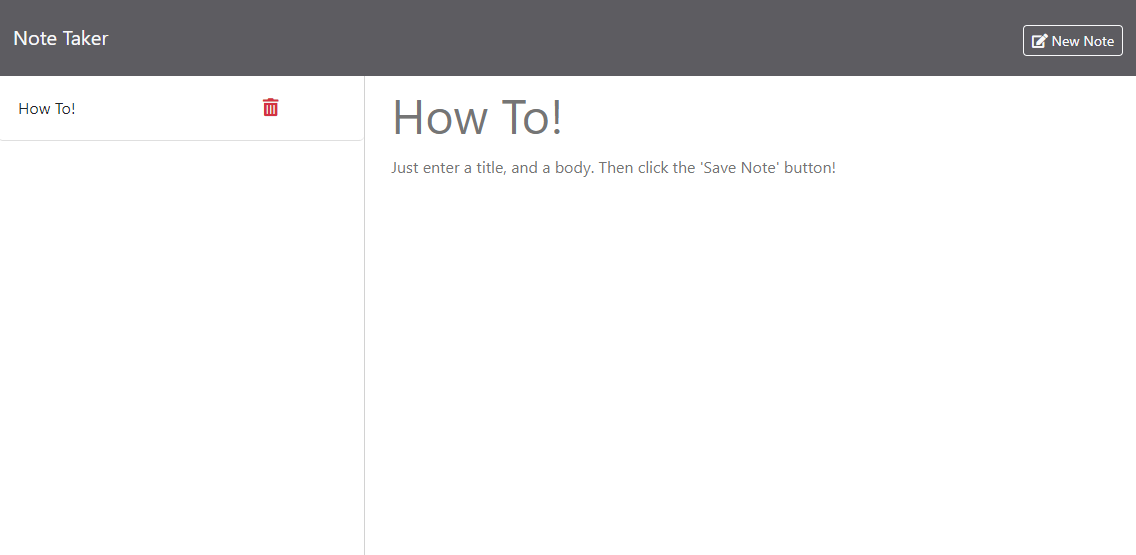 Note Taker
New Note
How To!
How To!
Just enter a title, and a body. Then click the 'Save Note' button!